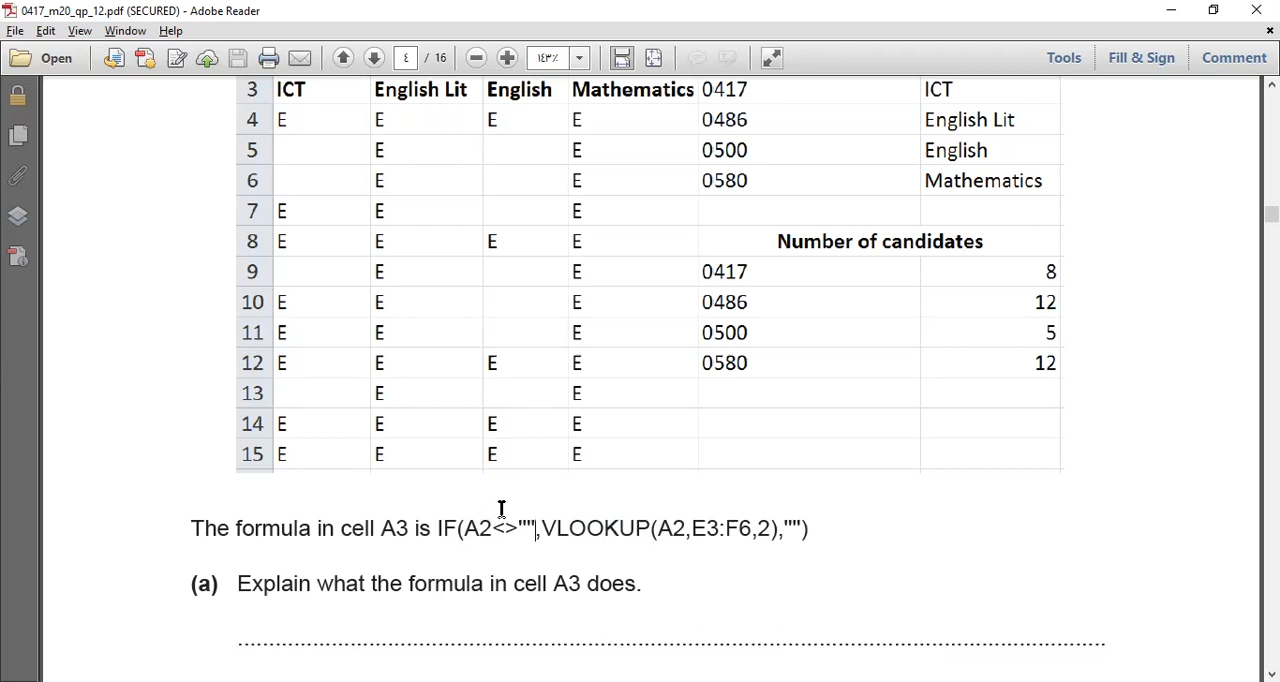 0417_m20_qp_12.pdf (SECURED) - Adobe Reader
File Edit View Window Help
Open ٤ / 16 ١٤٣٪ Tools Fill & Sign Comment
3 ICT English Lit English Mathematics 0417 ICT
4 E E E E 0486 English Lit
5 E E 0500 English
6 E E 0580 Mathematics
7 E E E
8 E E E E Number of candidates
9 E E 0417 8
10 E E E 0486 12
11 E E E 0500 5
12 E E E E 0580 12
13 E E
14 E E E E
15 E E E E
The formula in cell A3 is IF(A2<>"",VLOOKUP(A2,E3:F6,2),"")
(a) Explain what the formula in cell A3 does.